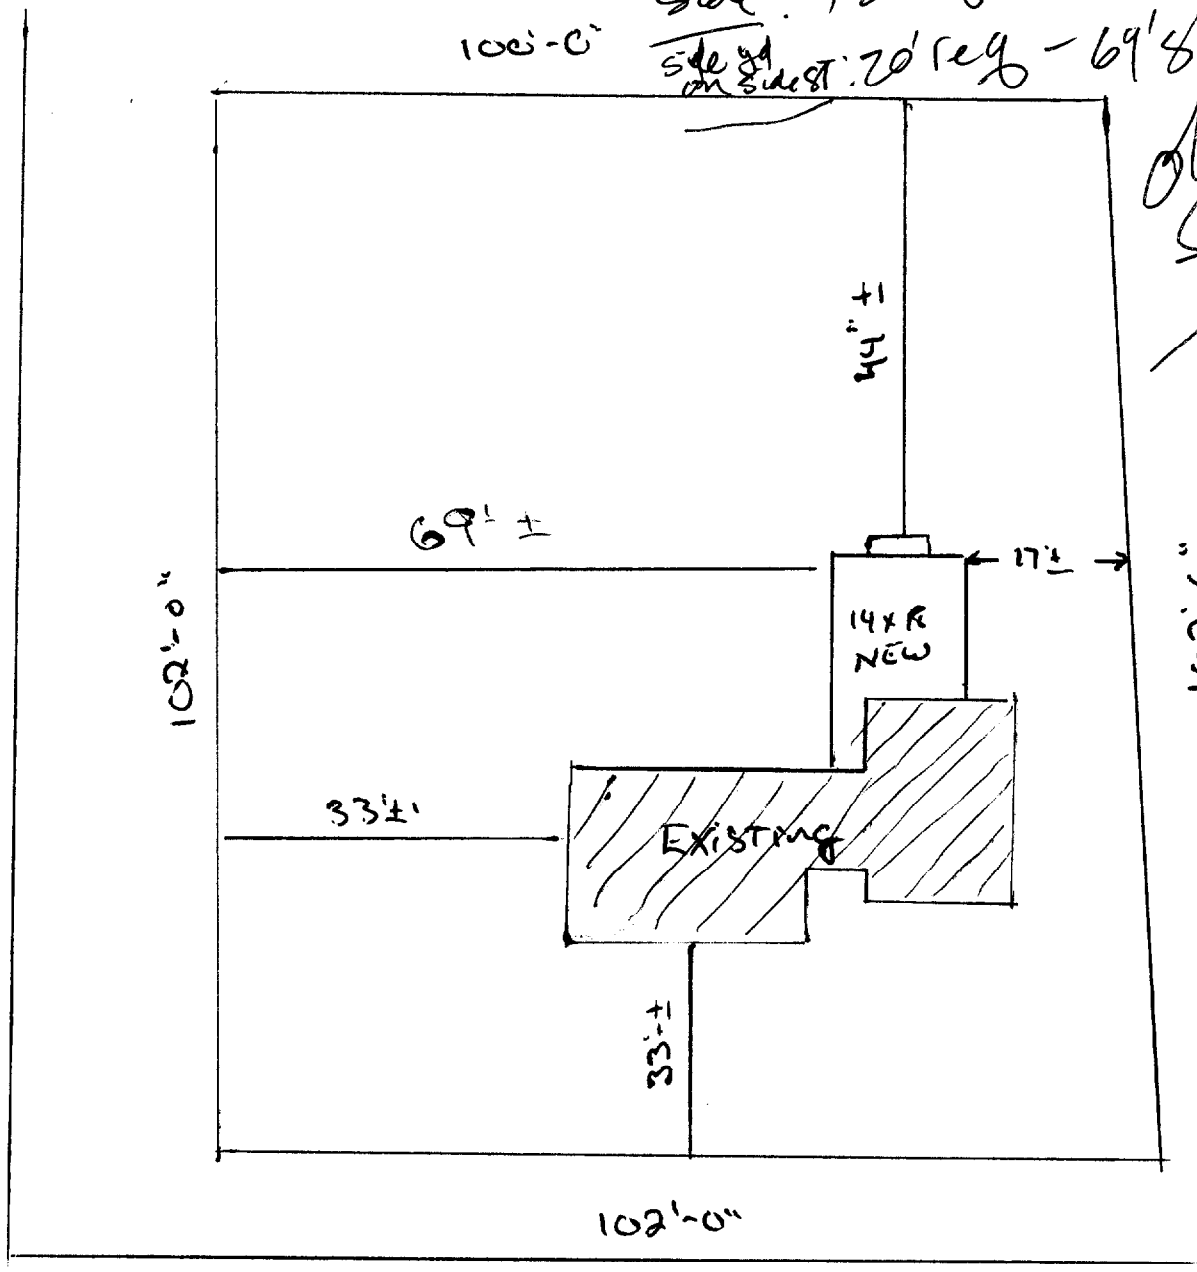 100'-0"
side yd
on side st: 20' req - 69'8
44" ±
69' ±
17' ±
102'-0"
14 x
NEW
33' ±
EXISTING
33' ±
102'-0"